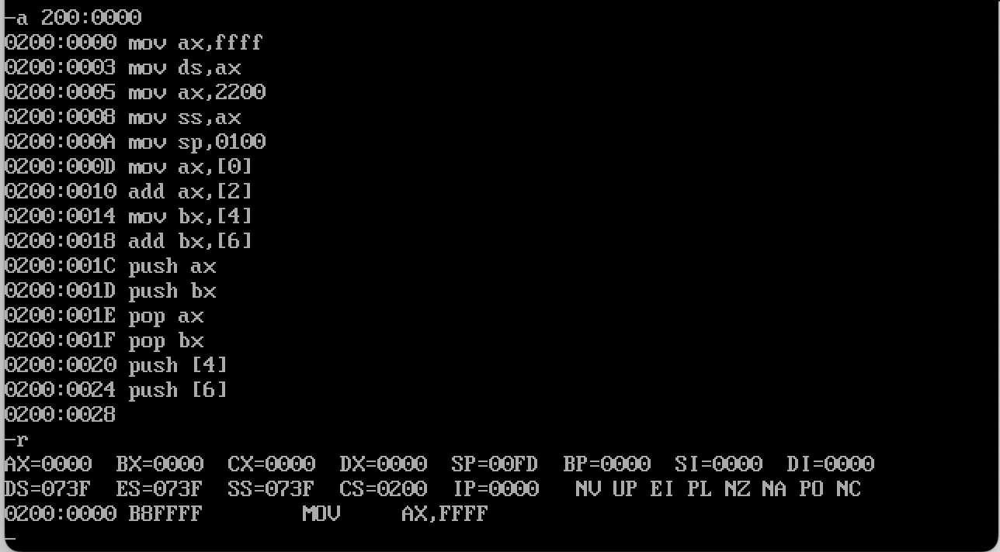 -a 200:0000
0200:0000 mov ax,ffff
0200:0003 mov ds,ax
0200:0005 mov ax,2200
0200:0008 mov ss,ax
0200:000A mov sp,0100
0200:000D mov ax,[0]
0200:0010 add ax,[2]
0200:0014 mov bx,[4]
0200:0018 add bx,[6]
0200:001C push ax
0200:001D push bx
0200:001E pop ax
0200:001F pop bx
0200:0020 push [4]
0200:0024 push [6]
0200:0028
-r
AX=0000  BX=0000  CX=0000  DX=0000  SP=00FD  BP=0000  SI=0000  DI=0000
DS=073F  ES=073F  SS=073F  CS=0200  IP=0000   NV UP EI PL NZ NA PO NC
0200:0000 B8FFFF        MOV     AX,FFFF
-